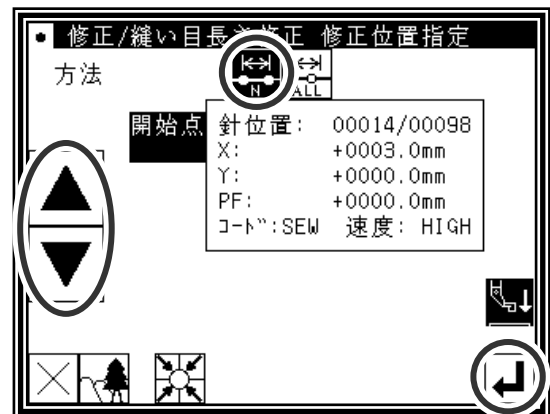 修正/縫い目長さ修正 修正位置指定
方法
N
ALL
開始点
針位置: 00014/00098
X: +0003.0mm
Y: +0000.0mm
PF: +0000.0mm
コード:SEW 速度: HIGH